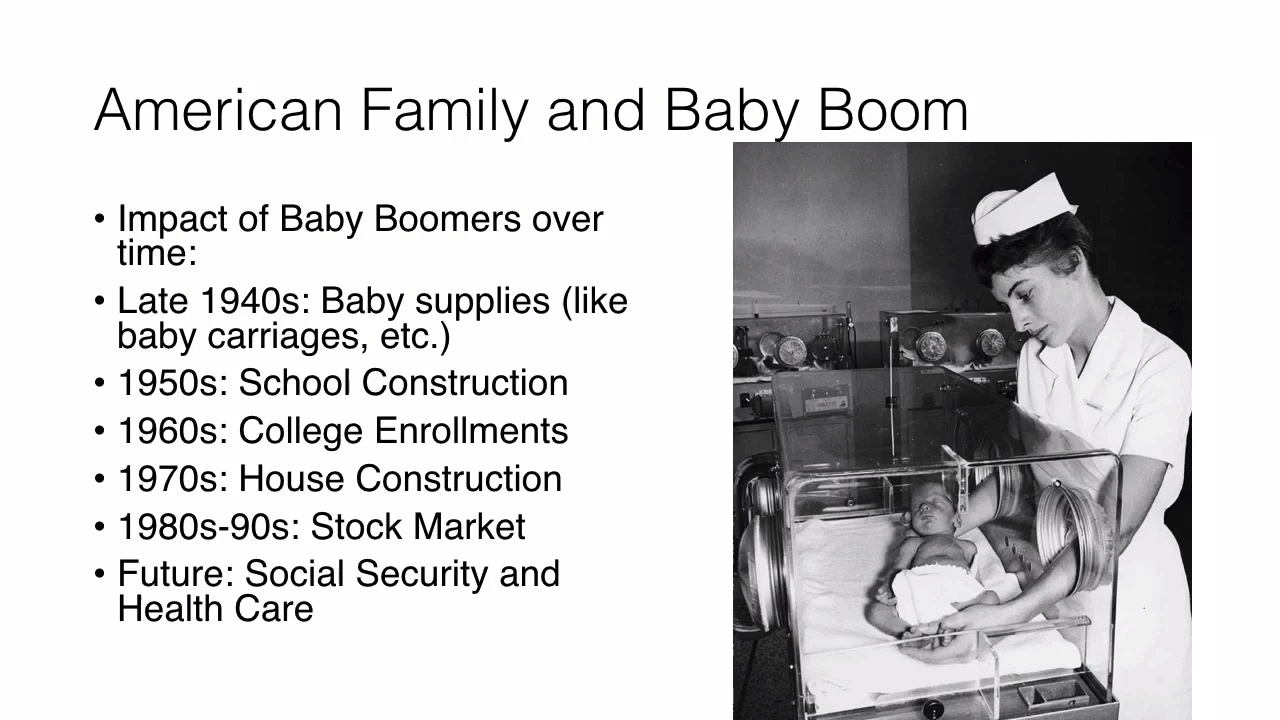 American Family and Baby Boom
• Impact of Baby Boomers over
time:
• Late 1940s: Baby supplies (like
baby carriages, etc.)
• 1950s: School Construction
• 1960s: College Enrollments
• 1970s: House Construction
• 1980s-90s: Stock Market
• Future: Social Security and
Health Care